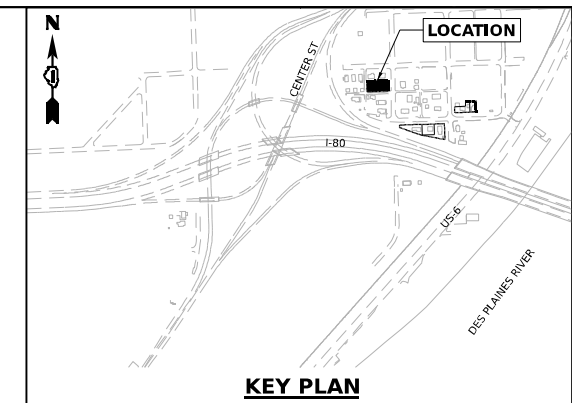 N
LOCATION
CENTER ST
I-80
US-6
DES PLAINES RIVER
KEY PLAN